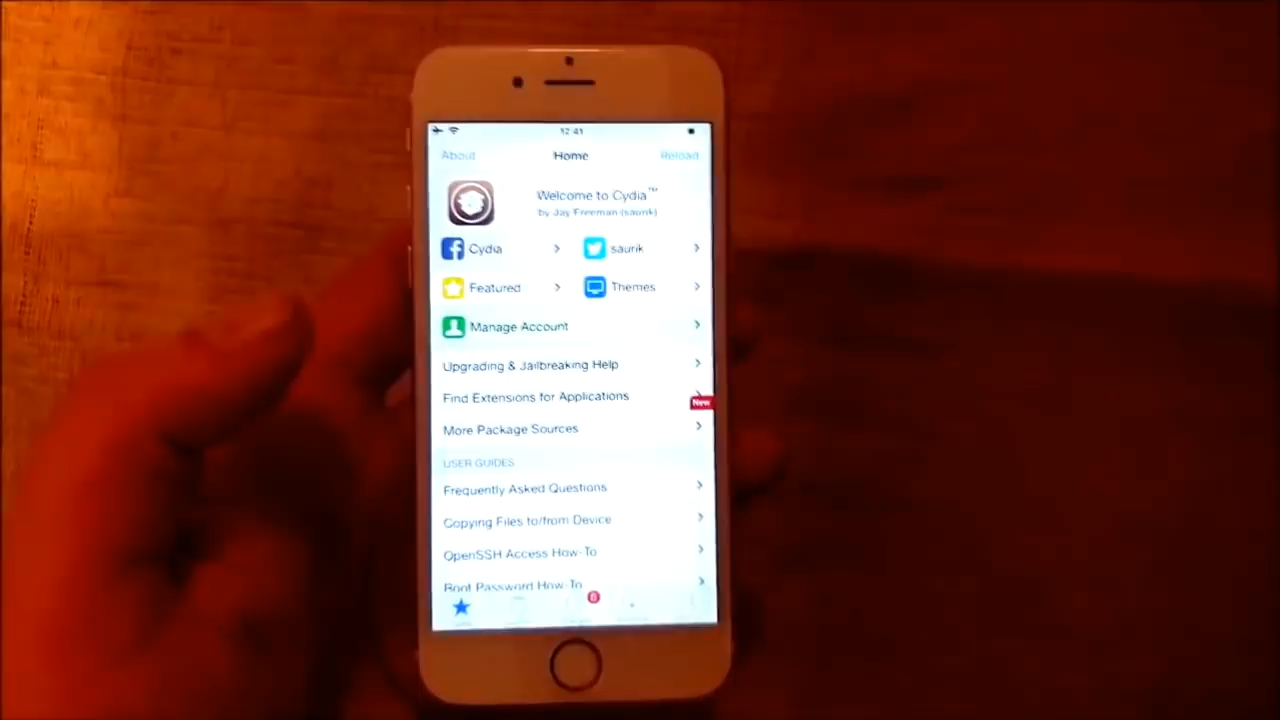 12:41
About Home Reload
Welcome to Cydia™
by Jay Freeman (saurik)
Cydia
saurik
Featured
Themes
Manage Account
Upgrading & Jailbreaking Help
Find Extensions for Applications
New
More Package Sources
USER GUIDES
Frequently Asked Questions
Copying Files to/from Device
OpenSSH Access How-To
Root Password How-To